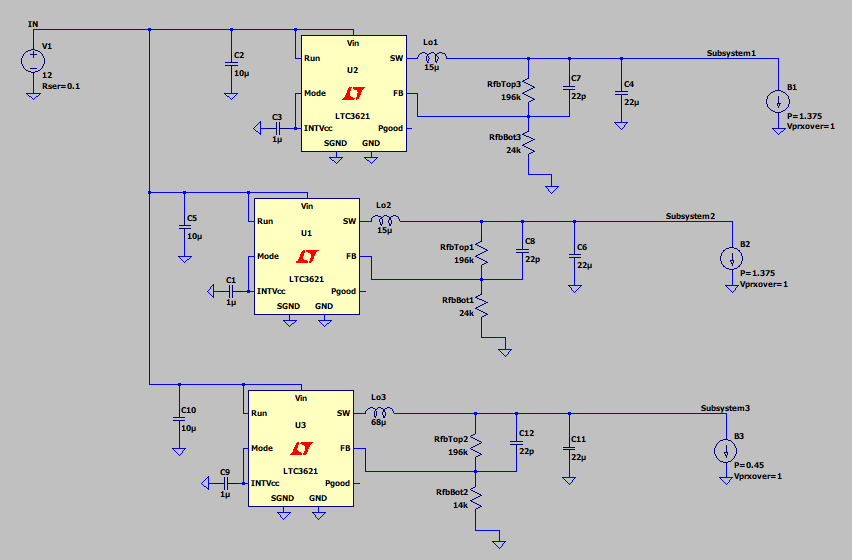 IN
V1
12
Rser=0.1
C2
10µ
Vin
Run
SW
U2
Mode
FB
LTC3621
INTVcc
Pgood
SGND GND
C3
1µ
Lo1
15µ
RfbTop3
196k
C7
22p
C4
22µ
RfbBot3
24k
Subsystem1
B1
P=1.375
Vprxover=1
C5
10µ
Vin
Run
SW
U1
Mode
FB
LTC3621
INTVcc
Pgood
SGND GND
C1
1µ
Lo2
15µ
RfbTop1
196k
C8
22p
C6
22µ
RfbBot1
24k
Subsystem2
B2
P=1.375
Vprxover=1
C10
10µ
Vin
Run
SW
U3
Mode
FB
LTC3621
INTVcc
Pgood
SGND GND
C9
1µ
Lo3
68µ
RfbTop2
196k
C12
22p
C11
22µ
RfbBot2
14k
Subsystem3
B3
P=0.45
Vprxover=1